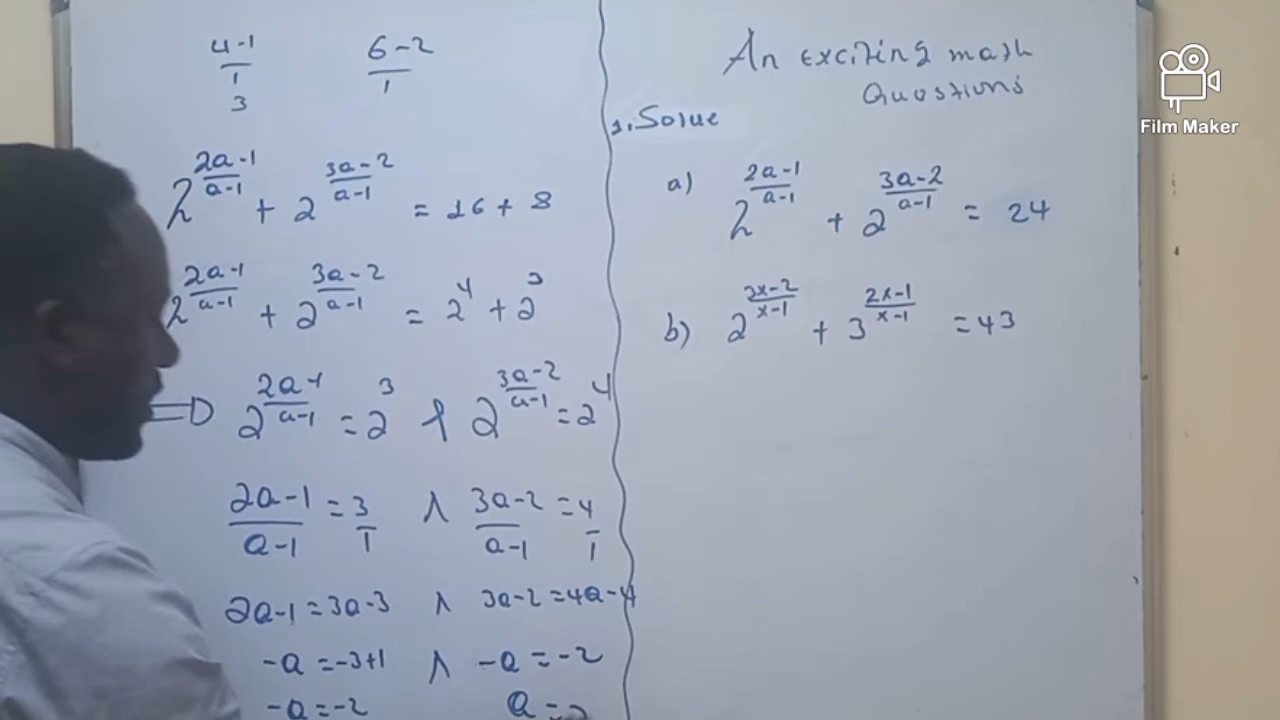 (4-1)/1    (6-2)/1
3
2^((2a-1)/(a-1)) + 2^((3a-2)/(a-1)) = 16 + 8
2^((2a-1)/(a-1)) + 2^((3a-2)/(a-1)) = 2^4 + 2^3
⇒ 2^((2a-1)/(a-1)) = 2^3 ∧ 2^((3a-2)/(a-1)) = 2^4
(2a-1)/(a-1) = 3/1 ∧ (3a-2)/(a-1) = 4/1
2a-1 = 3a-3 ∧ 3a-2 = 4a-4
-a = -3+1 ∧ -a = -2
-a = -2    a = 2
An exciting math
Quostions
1. Solve
a) 2^((2a-1)/(a-1)) + 2^((3a-2)/(a-1)) = 24
b) 2^((3x-2)/(x-1)) + 3^((2x-1)/(x-1)) = 43
Film Maker